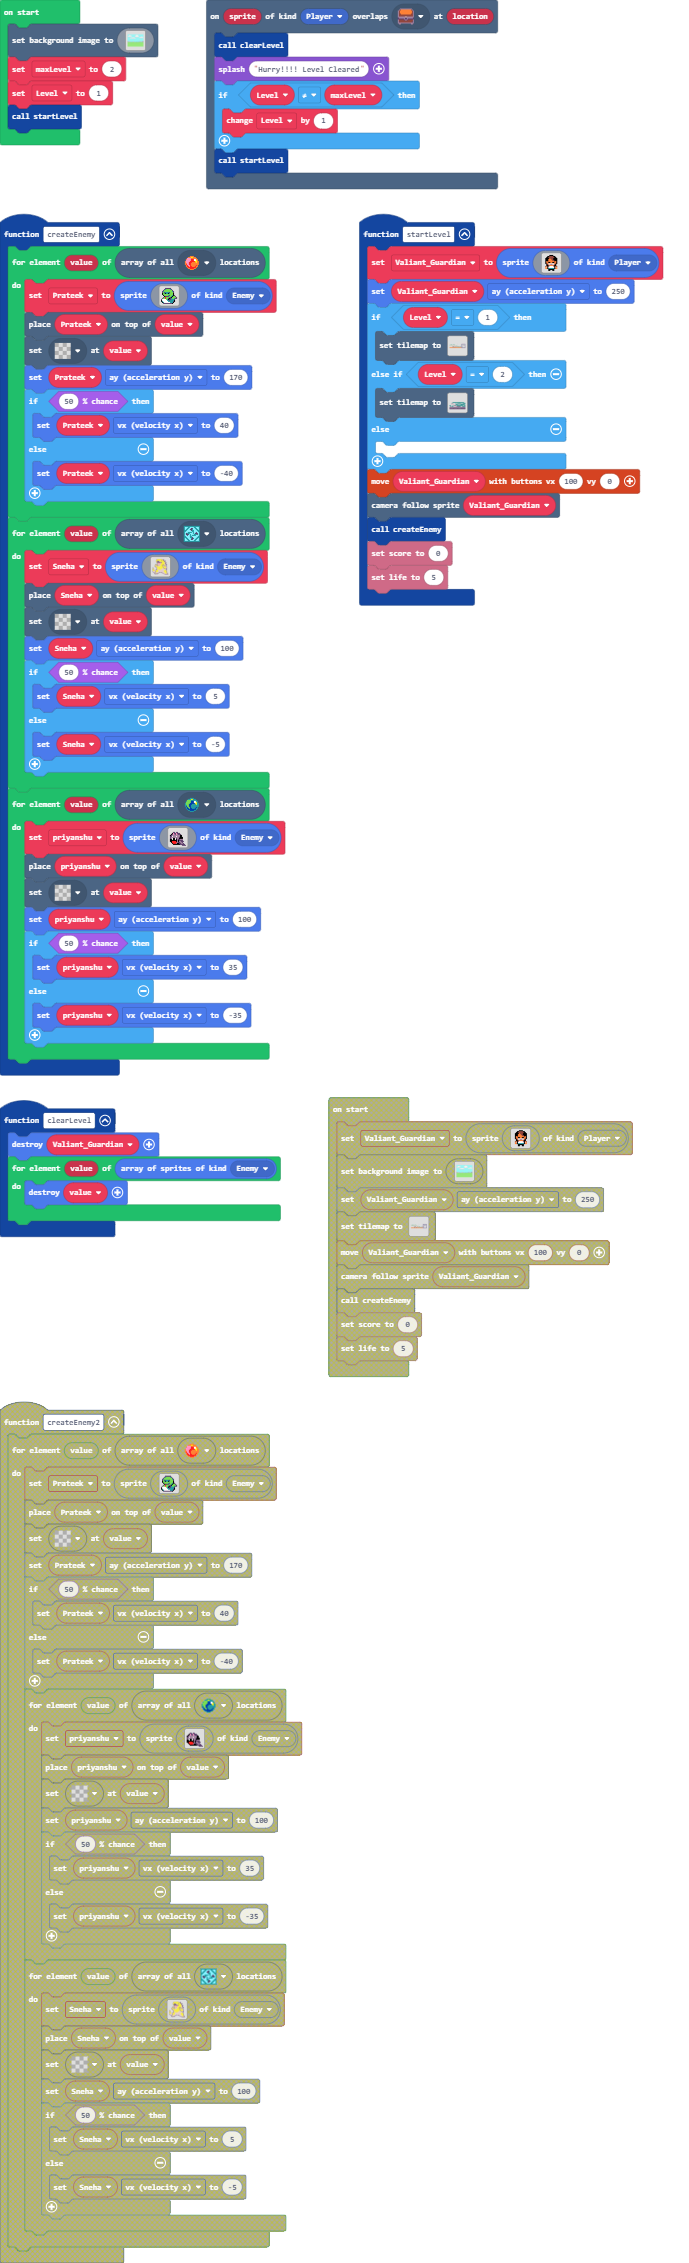 on start
set background image to
set maxLevel to 2
set Level to 1
call startLevel
on sprite of kind Player overlaps at location
call clearLevel
splash "Hurry!!!! Level Cleared"
if Level ≠ maxLevel then
change Level by 1
call startLevel
function createEnemy
for element value of array of all locations
do
set Prateek to sprite of kind Enemy
place Prateek on top of value
set at value
set Prateek ay (acceleration y) to 170
if 50 % chance then
set Prateek vx (velocity x) to 40
else
set Prateek vx (velocity x) to -40
for element value of array of all locations
do
set Sneha to sprite of kind Enemy
place Sneha on top of value
set at value
set Sneha ay (acceleration y) to 100
if 50 % chance then
set Sneha vx (velocity x) to 5
else
set Sneha vx (velocity x) to -5
for element value of array of all locations
do
set priyanshu to sprite of kind Enemy
place priyanshu on top of value
set at value
set priyanshu ay (acceleration y) to 100
if 50 % chance then
set priyanshu vx (velocity x) to 35
else
set priyanshu vx (velocity x) to -35
function startLevel
set Valiant_Guardian to sprite of kind Player
set Valiant_Guardian ay (acceleration y) to 250
if Level = 1 then
set tilemap to
else if Level = 2 then
set tilemap to
else
move Valiant_Guardian with buttons vx 100 vy 0
camera follow sprite Valiant_Guardian
call createEnemy
set score to 0
set life to 5
function clearLevel
destroy Valiant_Guardian
for element value of array of sprites of kind Enemy
do
destroy value
on start
set Valiant_Guardian to sprite of kind Player
set background image to
set Valiant_Guardian ay (acceleration y) to 250
set tilemap to
move Valiant_Guardian with buttons vx 100 vy 0
camera follow sprite Valiant_Guardian
call createEnemy
set score to 0
set life to 5
function createEnemy2
for element value of array of all locations
do
set Prateek to sprite of kind Enemy
place Prateek on top of value
set at value
set Prateek ay (acceleration y) to 170
if 50 % chance then
set Prateek vx (velocity x) to 40
else
set Prateek vx (velocity x) to -40
for element value of array of all locations
do
set priyanshu to sprite of kind Enemy
place priyanshu on top of value
set at value
set priyanshu ay (acceleration y) to 100
if 50 % chance then
set priyanshu vx (velocity x) to 35
else
set priyanshu vx (velocity x) to -35
for element value of array of all locations
do
set Sneha to sprite of kind Enemy
place Sneha on top of value
set at value
set Sneha ay (acceleration y) to 100
if 50 % chance then
set Sneha vx (velocity x) to 5
else
set Sneha vx (velocity x) to -5